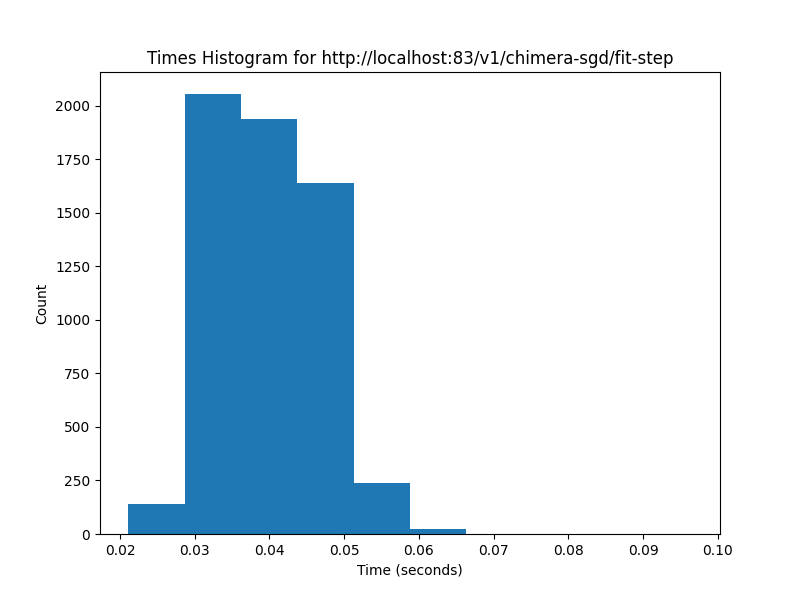 Times Histogram for http://localhost:83/v1/chimera-sgd/fit-step
2000
1750
1500
1250
1000
750
500
250
0
Count
0.02 0.03 0.04 0.05 0.06 0.07 0.08 0.09 0.10
Time (seconds)